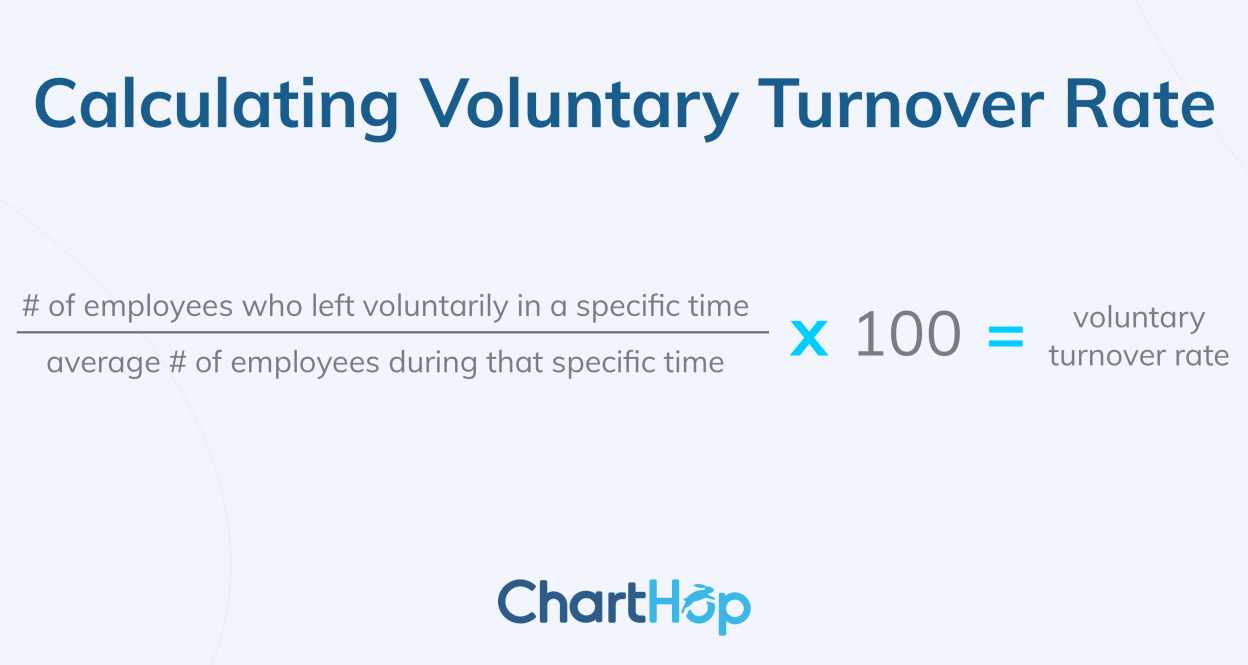 Calculating Voluntary Turnover Rate
# of employees who left voluntarily in a specific time
average # of employees during that specific time
x 100 =
voluntary
turnover rate
ChartHop